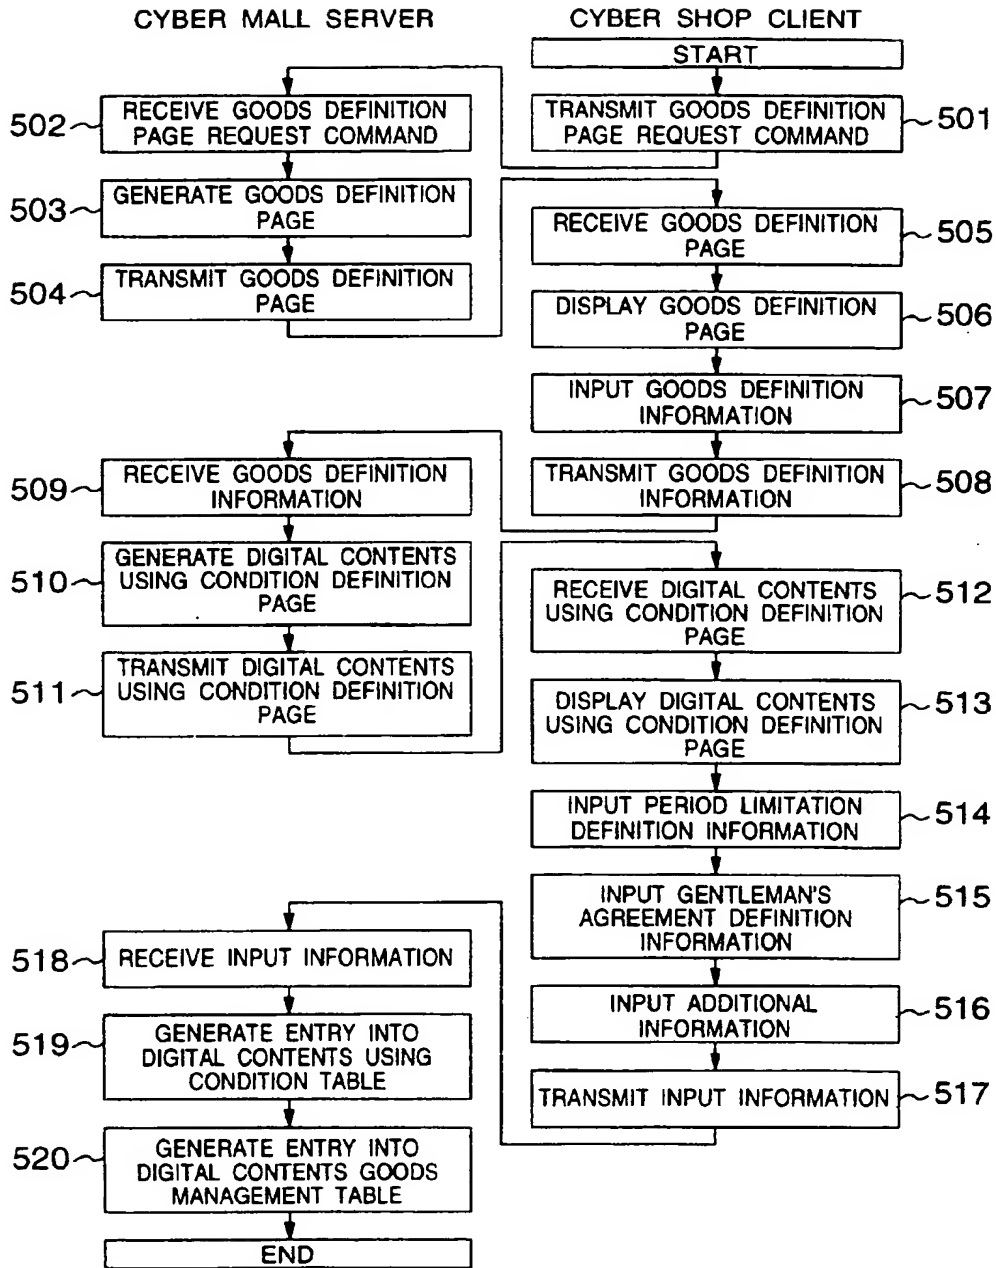 CYBER MALL SERVER
CYBER SHOP CLIENT
START
501
TRANSMIT GOODS DEFINITION
PAGE REQUEST COMMAND
502
RECEIVE GOODS DEFINITION
PAGE REQUEST COMMAND
503
GENERATE GOODS DEFINITION
PAGE
504
TRANSMIT GOODS DEFINITION
PAGE
505
RECEIVE GOODS DEFINITION
PAGE
506
DISPLAY GOODS DEFINITION
PAGE
507
INPUT GOODS DEFINITION
INFORMATION
508
TRANSMIT GOODS DEFINITION
INFORMATION
509
RECEIVE GOODS DEFINITION
INFORMATION
510
GENERATE DIGITAL CONTENTS
USING CONDITION DEFINITION
PAGE
511
TRANSMIT DIGITAL CONTENTS
USING CONDITION DEFINITION
PAGE
512
RECEIVE DIGITAL CONTENTS
USING CONDITION DEFINITION
PAGE
513
DISPLAY DIGITAL CONTENTS
USING CONDITION DEFINITION
PAGE
514
INPUT PERIOD LIMITATION
DEFINITION INFORMATION
515
INPUT GENTLEMAN'S
AGREEMENT DEFINITION
INFORMATION
516
INPUT ADDITIONAL
INFORMATION
517
TRANSMIT INPUT INFORMATION
518
RECEIVE INPUT INFORMATION
519
GENERATE ENTRY INTO
DIGITAL CONTENTS USING
CONDITION TABLE
520
GENERATE ENTRY INTO
DIGITAL CONTENTS GOODS
MANAGEMENT TABLE
END